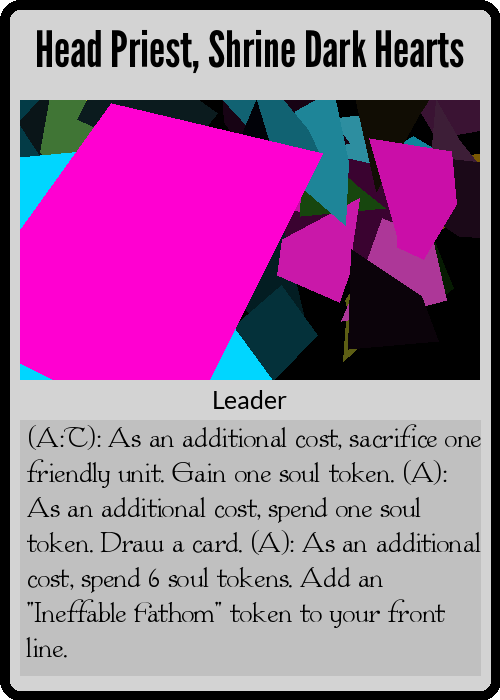 Head Priest, Shrine Dark Hearts
Leader
(A:T): As an additional cost, sacrifice one
friendly unit. Gain one soul token. (A):
As an additional cost, spend one soul
token. Draw a card. (A): As an additional
cost, spend 6 soul tokens. Add an
"Ineffable Fathom" token to your front
line.